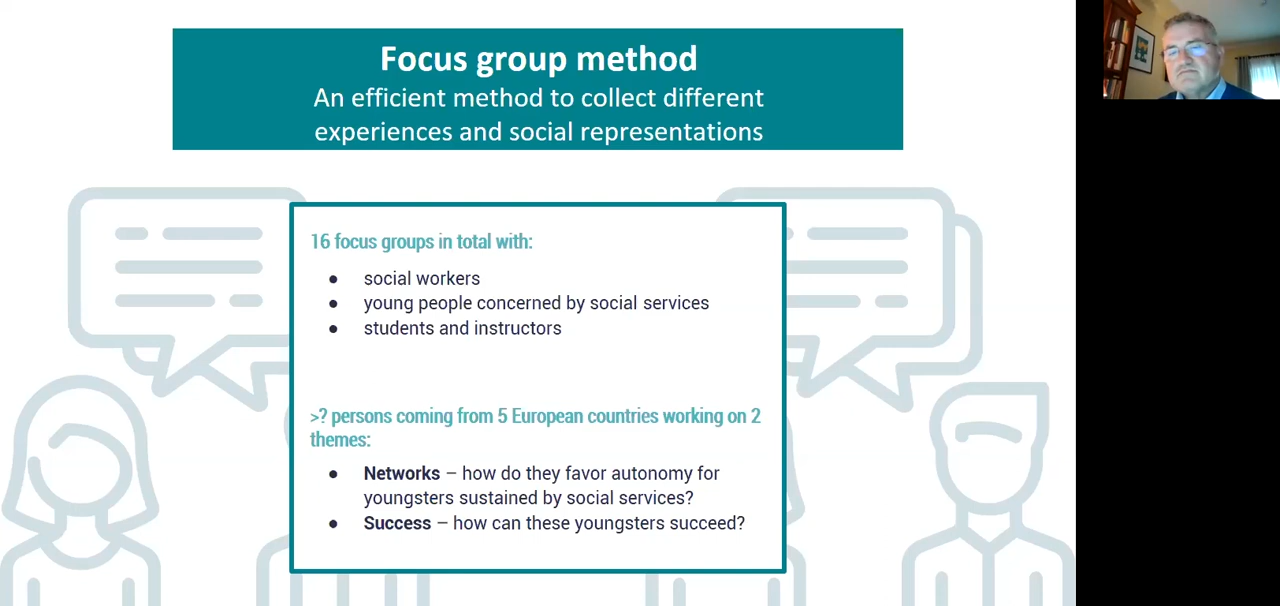 Focus group method
An efficient method to collect different
experiences and social representations
16 focus groups in total with:
● social workers
● young people concerned by social services
● students and instructors
>? persons coming from 5 European countries working on 2
themes:
● Networks – how do they favor autonomy for
youngsters sustained by social services?
● Success – how can these youngsters succeed?